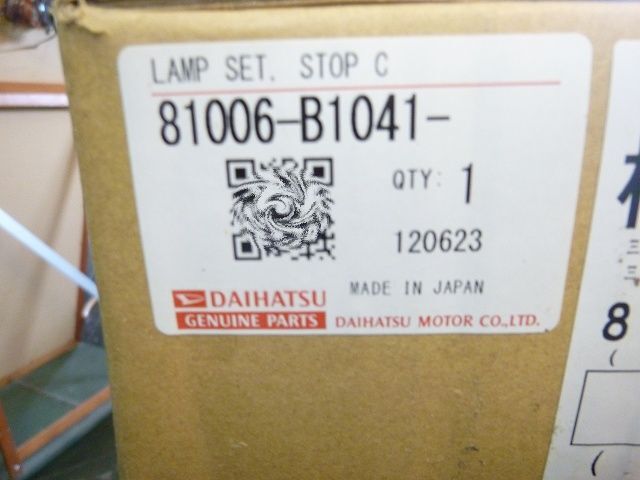 LAMP SET. STOP C
81006-B1041-
QTY: 1
120623
MADE IN JAPAN
DAIHATSU
GENUINE PARTS
DAIHATSU MOTOR CO.,LTD.
8
(
(